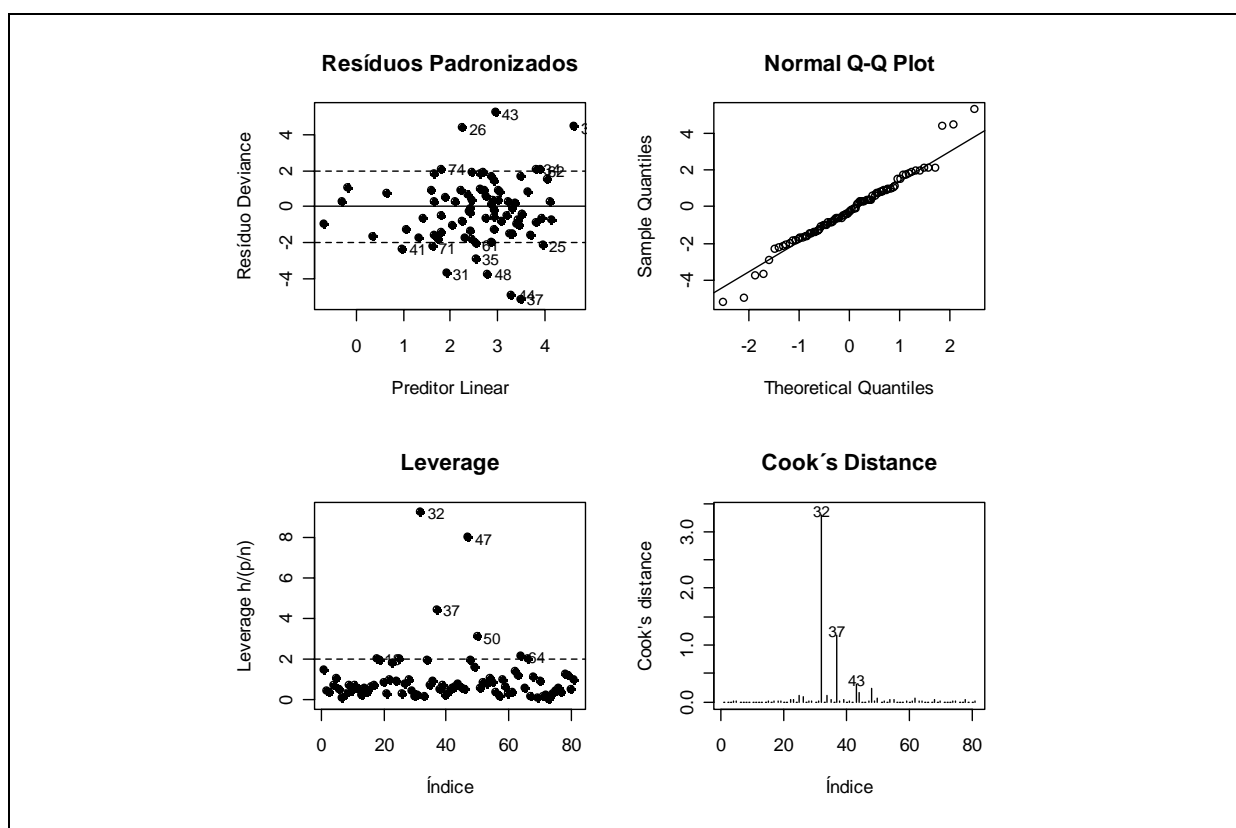 Resíduos Padronizados
Resíduo Deviance
4
2
0
-2
-4
43
26
3
74
34
62
41
71
61
35
25
31
48
44
37
0 1 2 3 4
Preditor Linear
Normal Q-Q Plot
Sample Quantiles
4
2
0
-2
-4
-2 -1 0 1 2
Theoretical Quantiles
Leverage
Leverage h/(p/n)
8
6
4
2
0
32
47
37
50
64
0 20 40 60 80
Índice
Cook´s Distance
Cook's distance
3.0
2.0
1.0
0.0
32
37
43
0 20 40 60 80
Índice